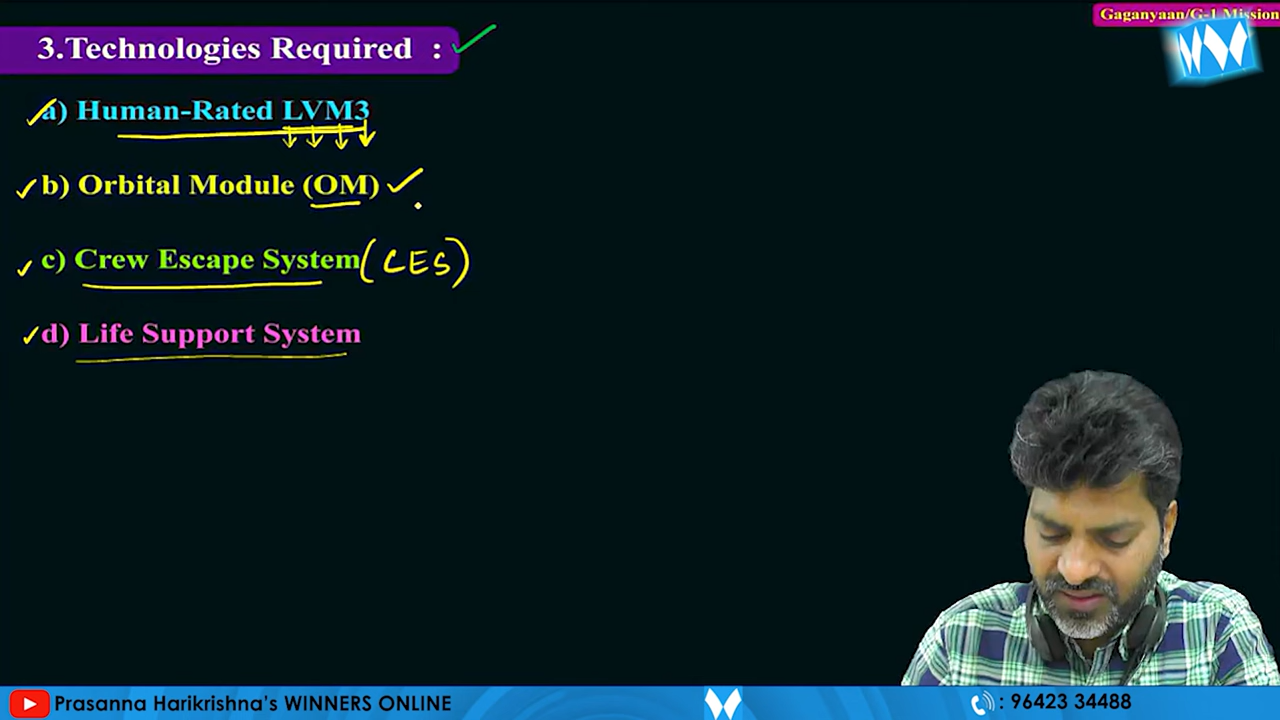 Gaganyaan/G-1 Mission
3.Technologies Required :
a) Human-Rated LVM3
b) Orbital Module (OM)
c) Crew Escape System (CES)
d) Life Support System
Prasanna Harikrishna's WINNERS ONLINE
: 96423 34488